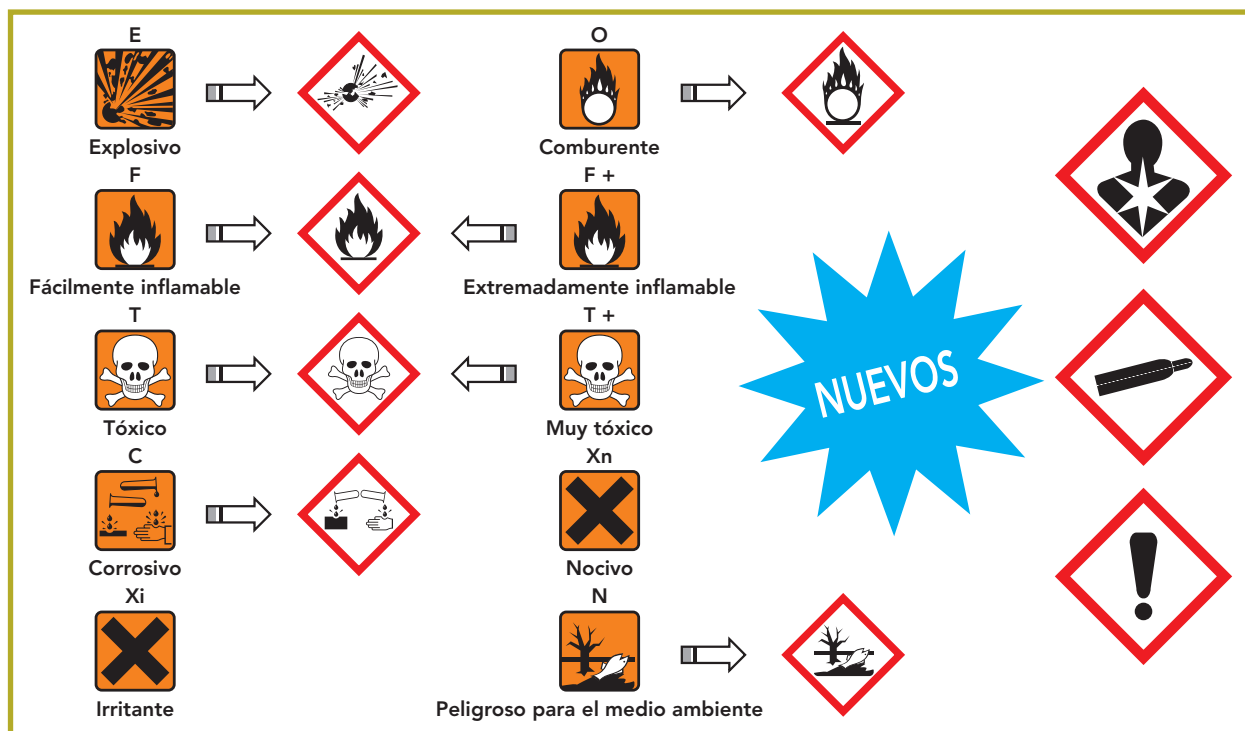 E
O
Explosivo
Comburente
F
F +
Fácilmente inflamable
Extremadamente inflamable
T
T +
NUEVOS
Tóxico
Muy tóxico
C
Xn
Corrosivo
Nocivo
Xi
N
Irritante
Peligroso para el medio ambiente